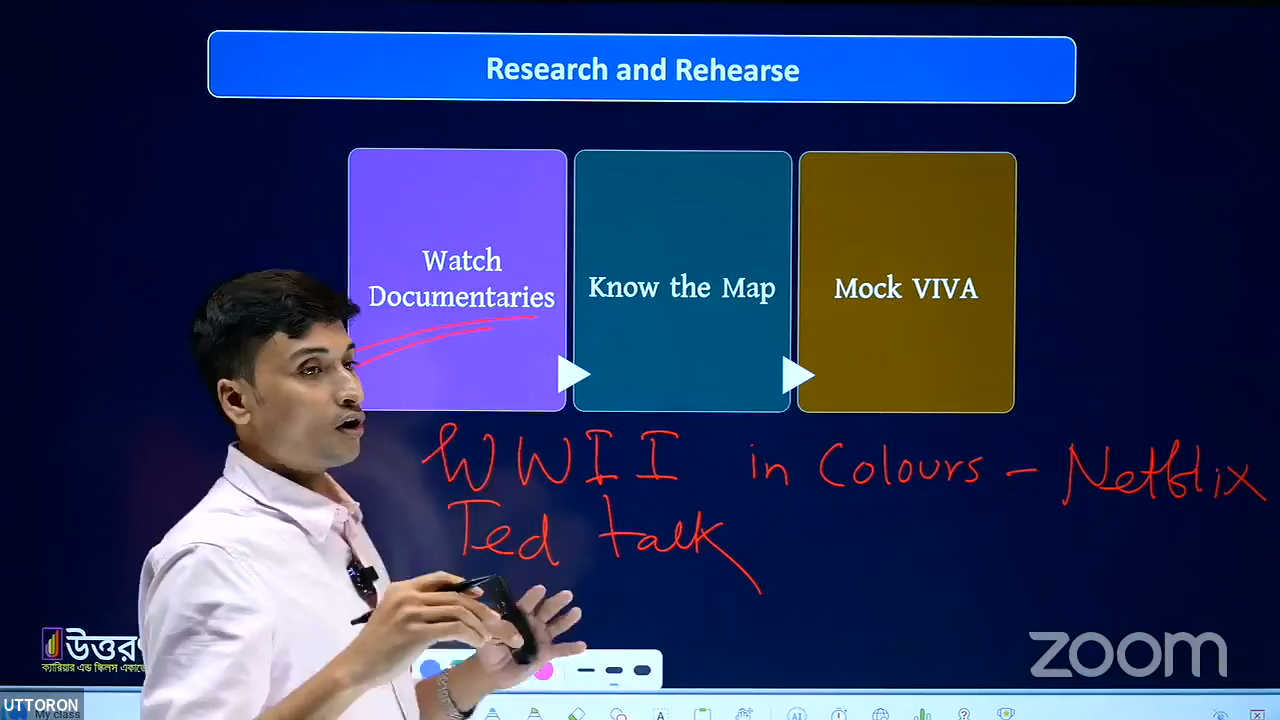 Research and Rehearse
Watch
Documentaries
Know the Map
Mock VIVA
WWII in Colours - Netflix
Ted talk
zoom
UTTORON
My class